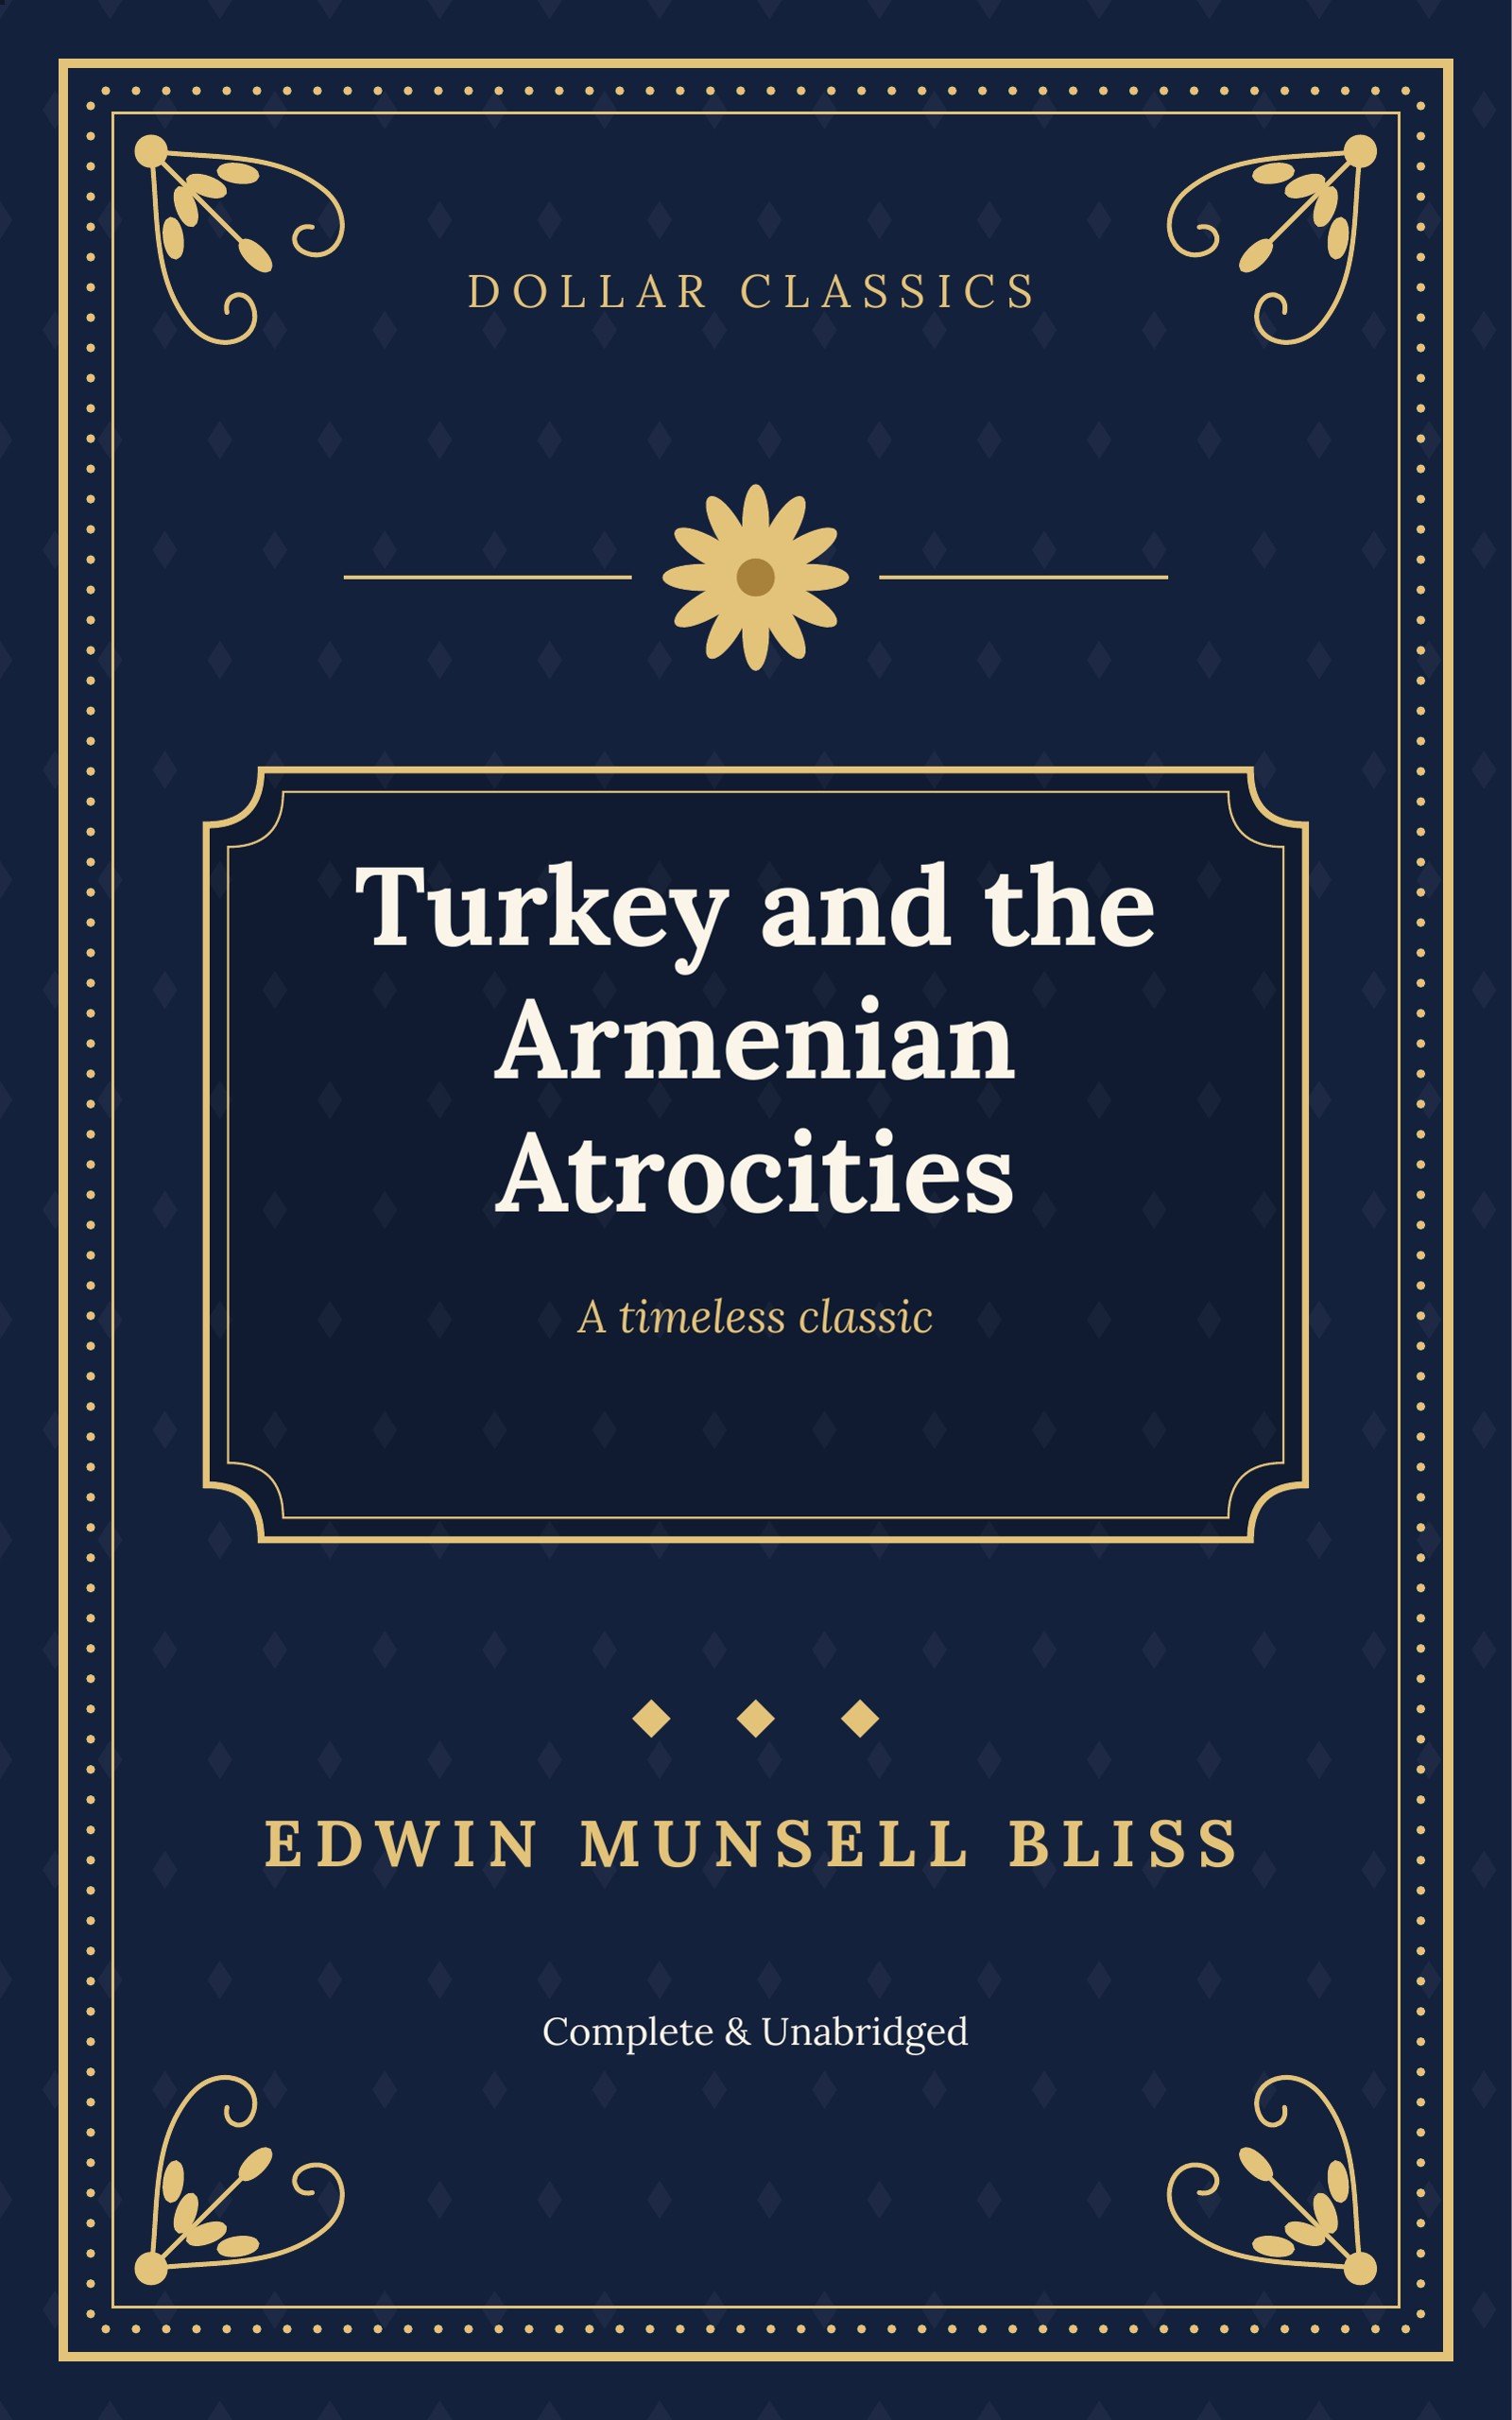 DOLLAR CLASSICS
Turkey and the
Armenian
Atrocities
A timeless classic
EDWIN MUNSELL BLISS
Complete & Unabridged